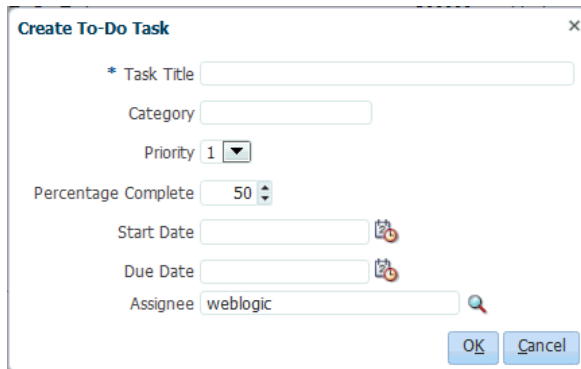 Create To-Do Task
* Task Title
Category
Priority 1
Percentage Complete 50
Start Date
Due Date
Assignee weblogic
OK Cancel